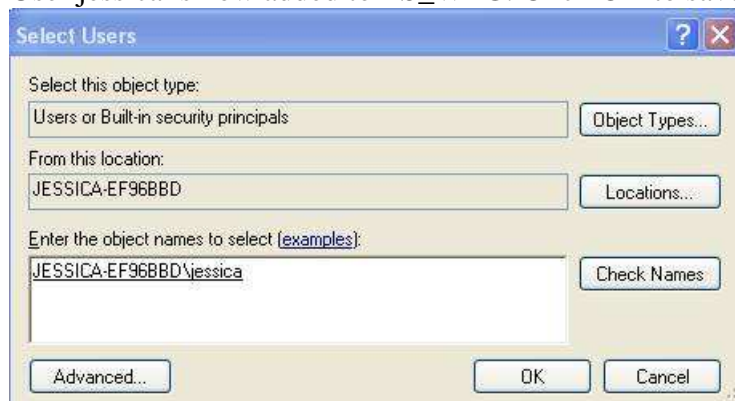 Select Users
Select this object type:
Users or Built-in security principals
Object Types...
From this location:
JESSICA-EF96BBD
Locations...
Enter the object names to select (examples):
JESSICA-EF96BBD\jessica
Check Names
Advanced...
OK
Cancel